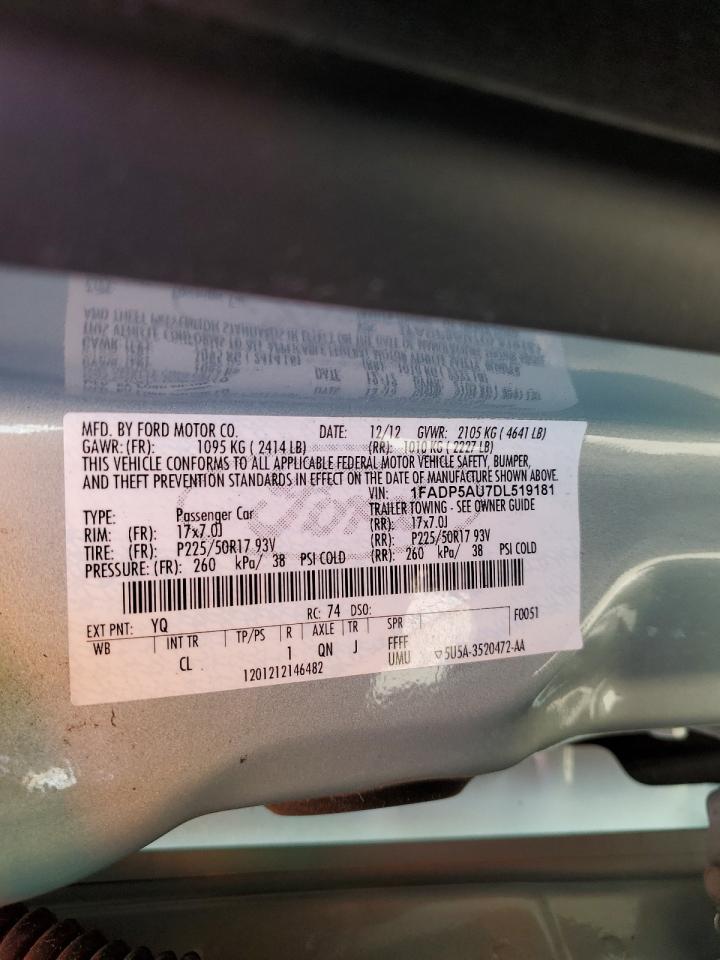 MFD. BY FORD MOTOR CO. DATE: 12/12 GVWR: 2105 KG ( 4641 LB)
GAWR: (FR): 1095 KG ( 2414 LB) (RR): 1010 KG ( 2227 LB)
THIS VEHICLE CONFORMS TO ALL APPLICABLE FEDERAL MOTOR VEHICLE SAFETY, BUMPER,
AND THEFT PREVENTION STANDARDS IN EFFECT ON THE DATE OF MANUFACTURE SHOWN ABOVE.
VIN: 1FADP5AU7DL519181
TYPE: Passenger Car TRAILER TOWING - SEE OWNER GUIDE
RIM: (FR): 17x7.0J (RR): 17x7.0J
TIRE: (FR): P225/50R17 93V (RR): P225/50R17 93V
PRESSURE: (FR): 260 kPa/ 38 PSI COLD (RR): 260 kPa/ 38 PSI COLD
EXT PNT: YQ RC: 74 DSO: F0051
WB INT TR TP/PS R AXLE TR SPR
CL 1 QN J FFFF
UMU ▽5U5A-3520472-AA
1201212146482